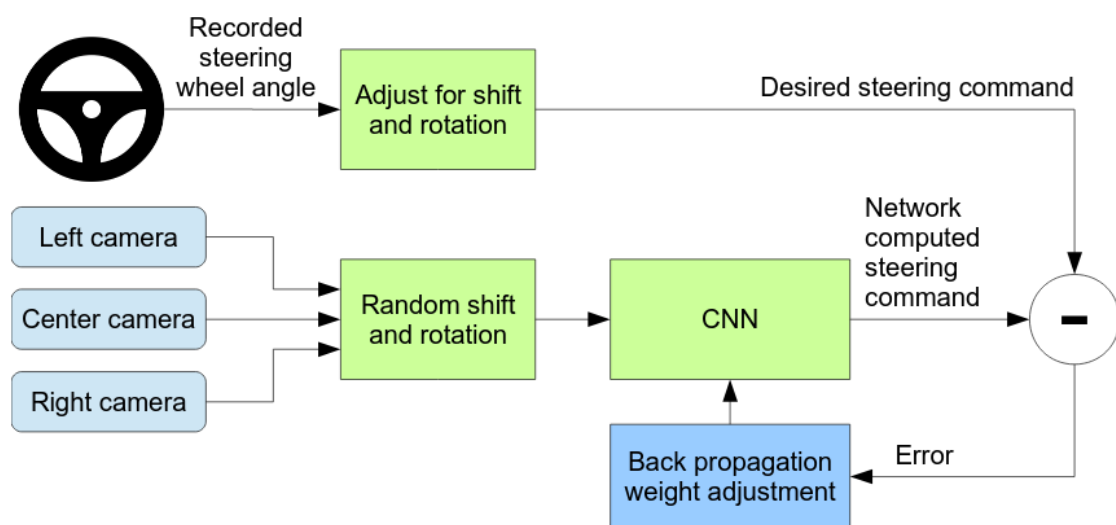 Recorded
steering
wheel angle
Adjust for shift
and rotation
Desired steering command
Left camera
Center camera
Right camera
Random shift
and rotation
CNN
Network
computed
steering
command
-
Back propagation
weight adjustment
Error